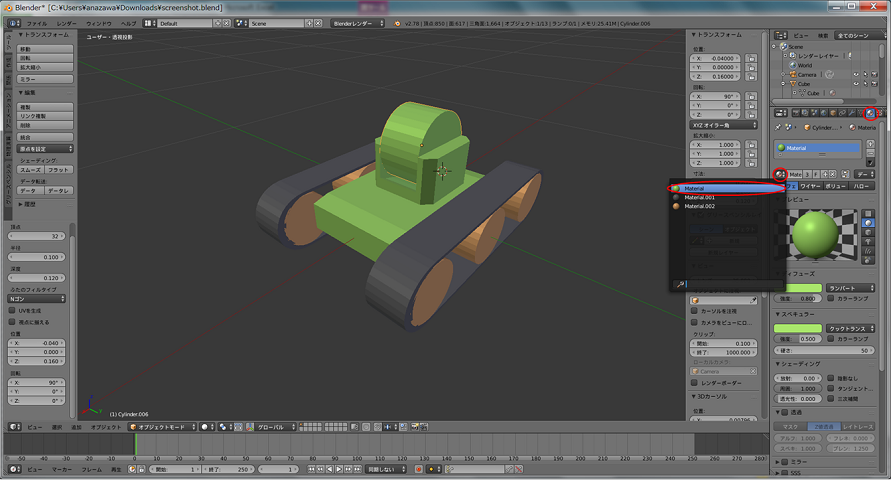 Blender* [C:¥Users¥anazawa¥Downloads¥screenshot.blend]
ファイル レンダー ウィンドウ ヘルプ Default Scene Blenderレンダー v2.78 | 頂点:850 | 面:617 | 三角面:1,664 | オブジェクト:1/13 | ランプ:0/1 | メモリ:25.41M | Cylinder.006
トランスフォーム
移動
回転
拡大縮小
ミラー
編集
複製
リンク複製
削除
統合
原点を設定
シェーディング:
スムーズ フラット
データ転送:
データ データレ
履歴
頂点
32
半径
0.100
深度
0.120
ふたのフィルタイプ
Nゴン
UVを生成
視点に揃える
位置
X: -0.040
Y: 0.000
Z: 0.160
回転
X: 90°
Y: 0°
Z: 0°
ユーザー・透視投影
(1) Cylinder.006
トランスフォーム
位置:
X: -0.04000
Y: 0.00000
Z: 0.16000
回転:
X: 90°
Y: 0°
Z: 0°
XYZ オイラー角
拡大縮小:
X: 1.000
Y: 1.000
Z: 1.000
寸法:
Material
Material.001
Material.002
カーソルを注視
カメラをビューにロ...
クリップ:
開始: 0.100
終了: 1000.000
ローカルカメラ:
Camera
レンダーボーダー
3Dカーソル
位置:
X: 0.00786
ビュー 検索 全てのシーン
Scene
レンダーレイヤー
World
Camera
Cube
Cube
Cylinder.... Materia
Material
Mate 3 F デー
ワイヤー ボリュー ハロー
プレビュー
ディフューズ
ランバート
強度: 0.800 カラーランプ
スペキュラー
クックトランス
強度: 0.500 カラーランプ
硬さ: 50
シェーディング
放射: 0.00 陰影なし
周囲: 1.000 タンジェント...
透光性: 0.000 三次補間
透過
マスク Z値透過 レイトレース
アルファ: 1.000 フレネ: 0.000
スペキ: 1.000 ブレン: 1.250
ミラー
SSS
ビュー 選択 追加 オブジェクト オブジェクトモード グローバル
-50 -40 -30 -20 -10 0 10 20 30 40 50 60 70 80 90 100 110 120 130 140 150 160 170 180 190 200 210 220 230 240 250 260 270 280
ビュー マーカー フレーム 再生 開始: 1 終了: 250 1 同期しない